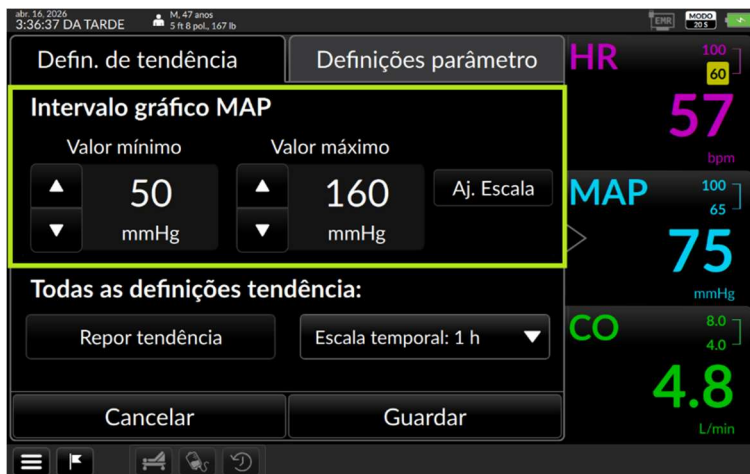 abr. 16, 2026
3:36:37 DA TARDE
M, 47 anos
5 ft 8 pol., 167 lb
EMR
MODO
20 S
Defin. de tendência
Definições parâmetro
Intervalo gráfico MAP
Valor mínimo
Valor máximo
50
mmHg
160
mmHg
Aj. Escala
Todas as definições tendência:
Repor tendência
Escala temporal: 1 h
Cancelar
Guardar
HR
100
60
57
bpm
MAP
100
65
75
mmHg
CO
8.0
4.0
4.8
L/min